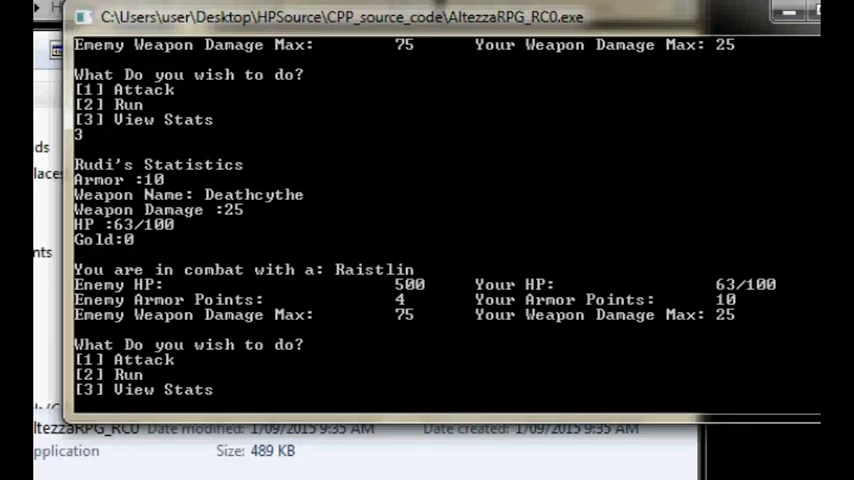 C:\Users\user\Desktop\HPSource\CPP_source_code\AltezzaRPG_RC0.exe
Ememy Weapon Damage Max: 75 Your Weapon Damage Max: 25
What Do you wish to do?
[1] Attack
[2] Run
[3] View Stats
3
Rudi's Statistics
Armor :10
Weapon Name: Deathcythe
Weapon Damage :25
HP :63/100
Gold:0
You are in combat with a: Raistlin
Enemy HP: 500 Your HP: 63/100
Enemy Armor Points: 4 Your Armor Points: 10
Ememy Weapon Damage Max: 75 Your Weapon Damage Max: 25
What Do you wish to do?
[1] Attack
[2] Run
[3] View Stats
ltezzaRPG_RC0 Date modified: 1/09/2015 9:35 AM Date created: 1/09/2015 9:35 AM
pplication Size: 489 KB